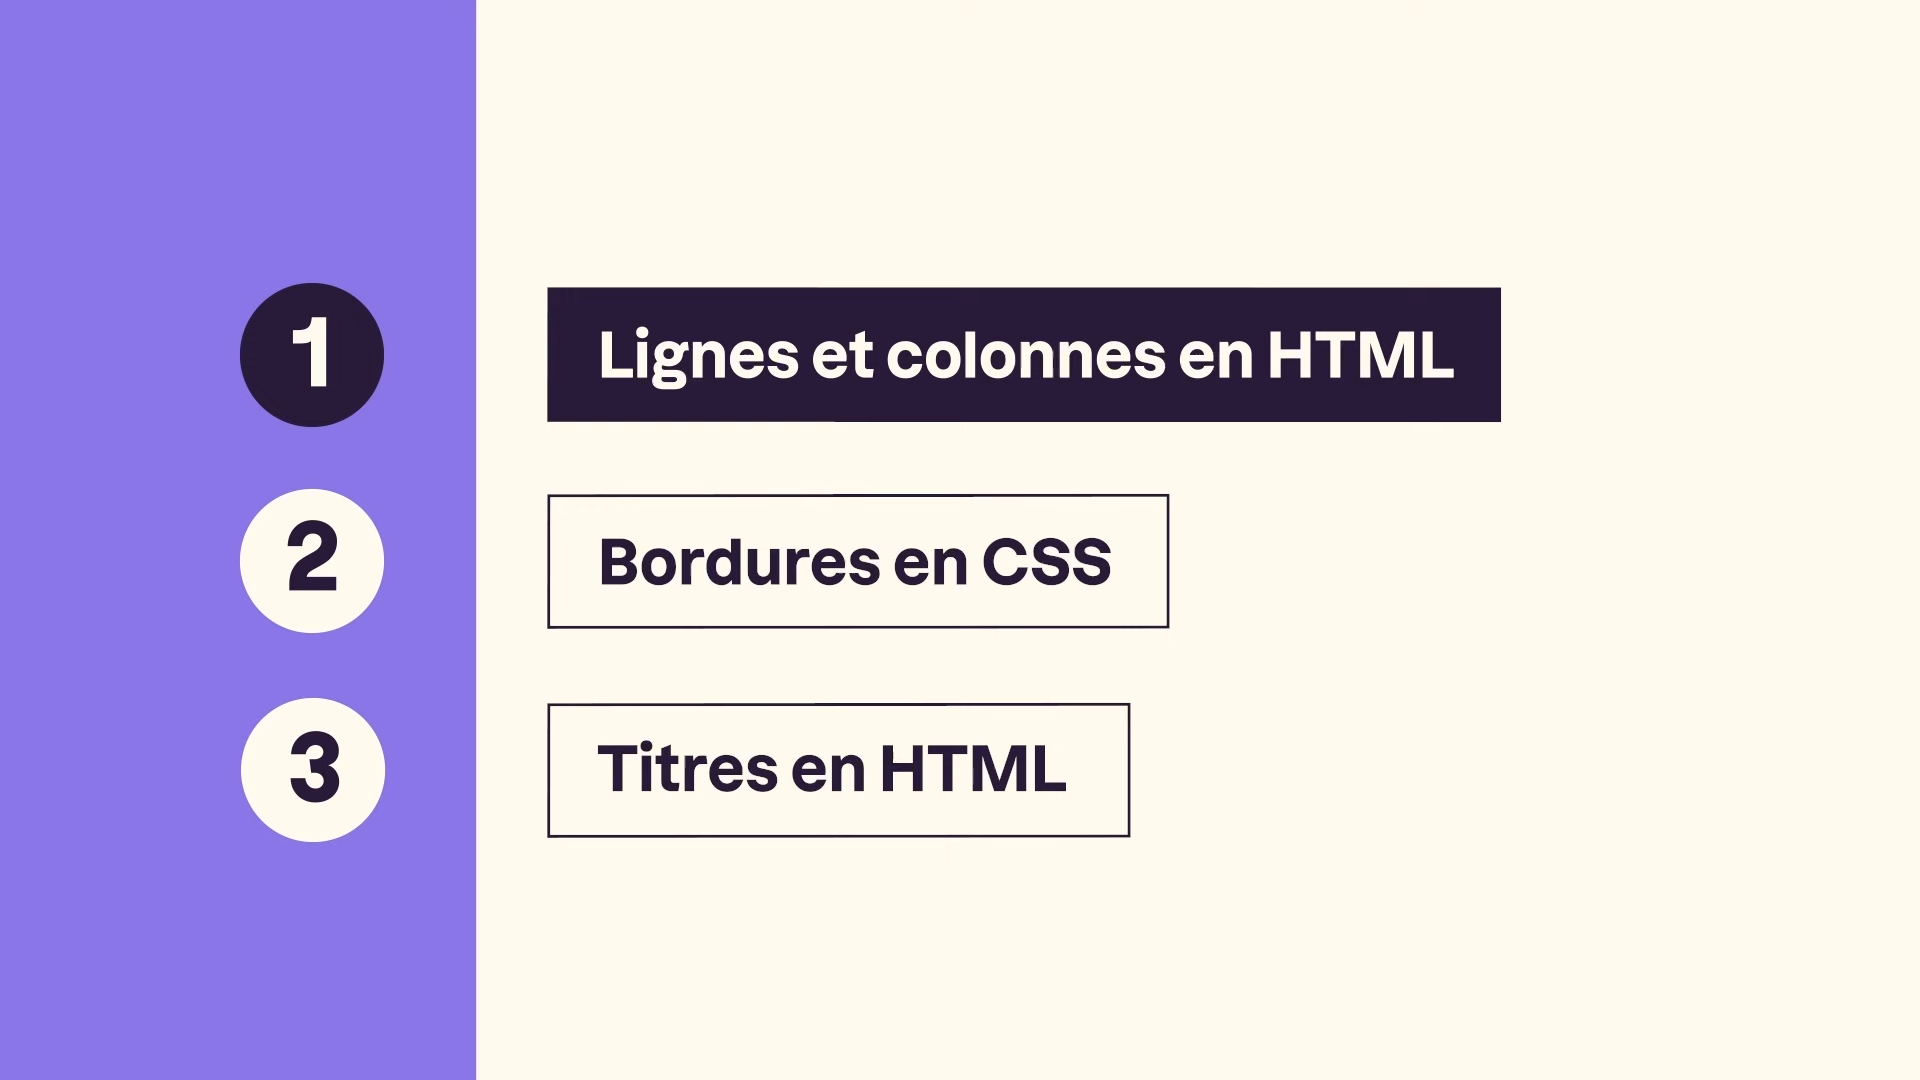 1
Lignes et colonnes en HTML
2
Bordures en CSS
3
Titres en HTML